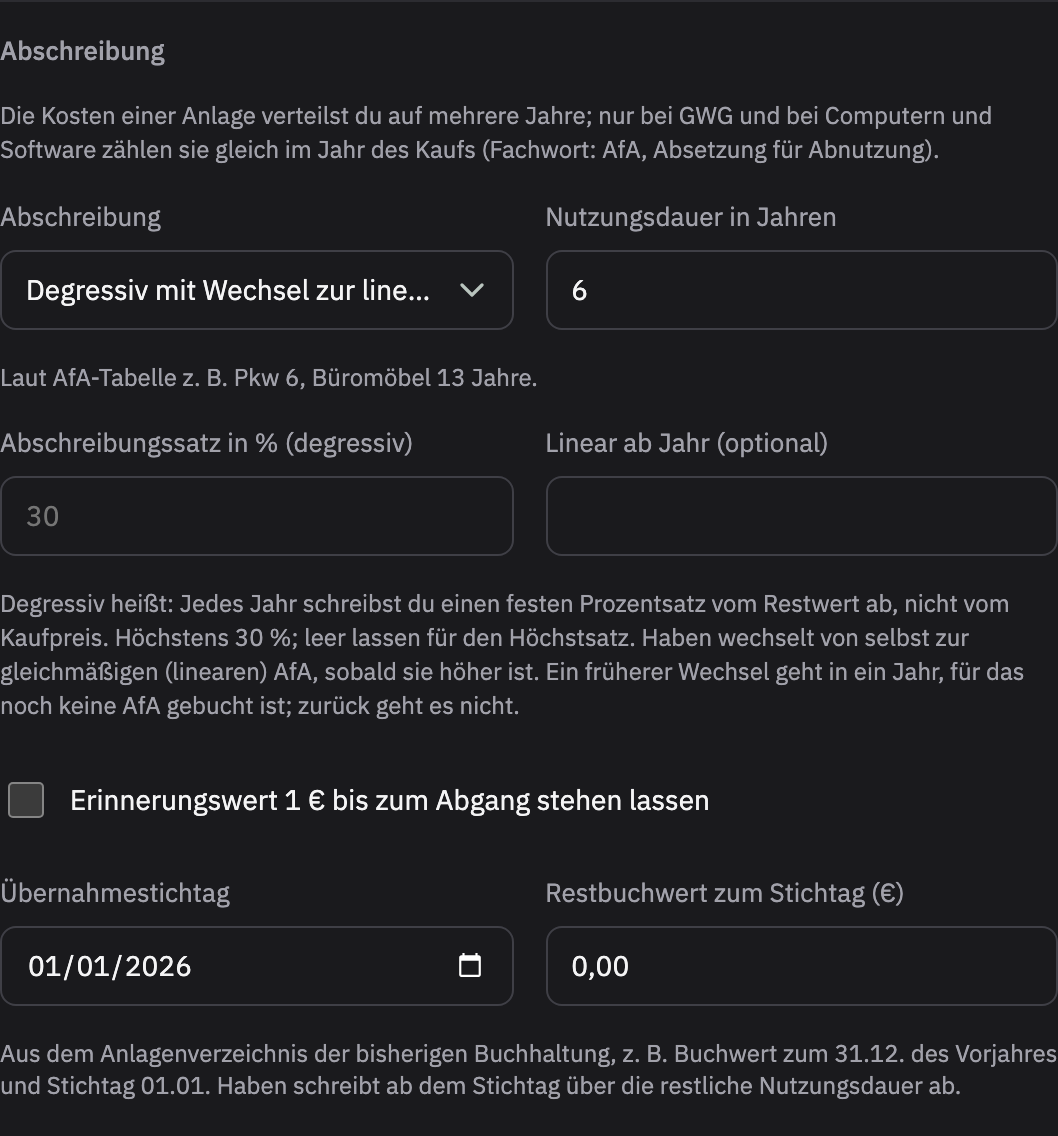 Abschreibung
Die Kosten einer Anlage verteilst du auf mehrere Jahre; nur bei GWG und bei Computern und
Software zählen sie gleich im Jahr des Kaufs (Fachwort: AfA, Absetzung für Abnutzung).
Abschreibung
Nutzungsdauer in Jahren
Degressiv mit Wechsel zur line...
6
Laut AfA-Tabelle z. B. Pkw 6, Büromöbel 13 Jahre.
Abschreibungssatz in % (degressiv)
Linear ab Jahr (optional)
30
Degressiv heißt: Jedes Jahr schreibst du einen festen Prozentsatz vom Restwert ab, nicht vom
Kaufpreis. Höchstens 30 %; leer lassen für den Höchstsatz. Haben wechselt von selbst zur
gleichmäßigen (linearen) AfA, sobald sie höher ist. Ein früherer Wechsel geht in ein Jahr, für das
noch keine AfA gebucht ist; zurück geht es nicht.
Erinnerungswert 1 € bis zum Abgang stehen lassen
Übernahmestichtag
Restbuchwert zum Stichtag (€)
01/01/2026
0,00
Aus dem Anlagenverzeichnis der bisherigen Buchhaltung, z. B. Buchwert zum 31.12. des Vorjahres
und Stichtag 01.01. Haben schreibt ab dem Stichtag über die restliche Nutzungsdauer ab.